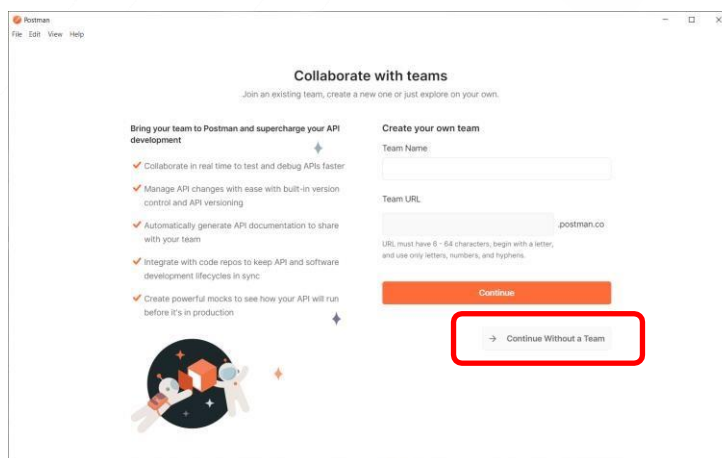 Postman
File Edit View Help
Collaborate with teams
Join an existing team, create a new one or just explore on your own.
Bring your team to Postman and supercharge your API
development
Collaborate in real time to test and debug APIs faster
Manage API changes with ease with built-in version
control and API versioning
Automatically generate API documentation to share
with your team
Integrate with code repos to keep API and software
development lifecycles in sync
Create powerful mocks to see how your API will run
before it's in production
Create your own team
Team Name
Team URL
.postman.co
URL must have 6 - 64 characters, begin with a letter,
and use only letters, numbers, and hyphens.
Continue
→ Continue Without a Team